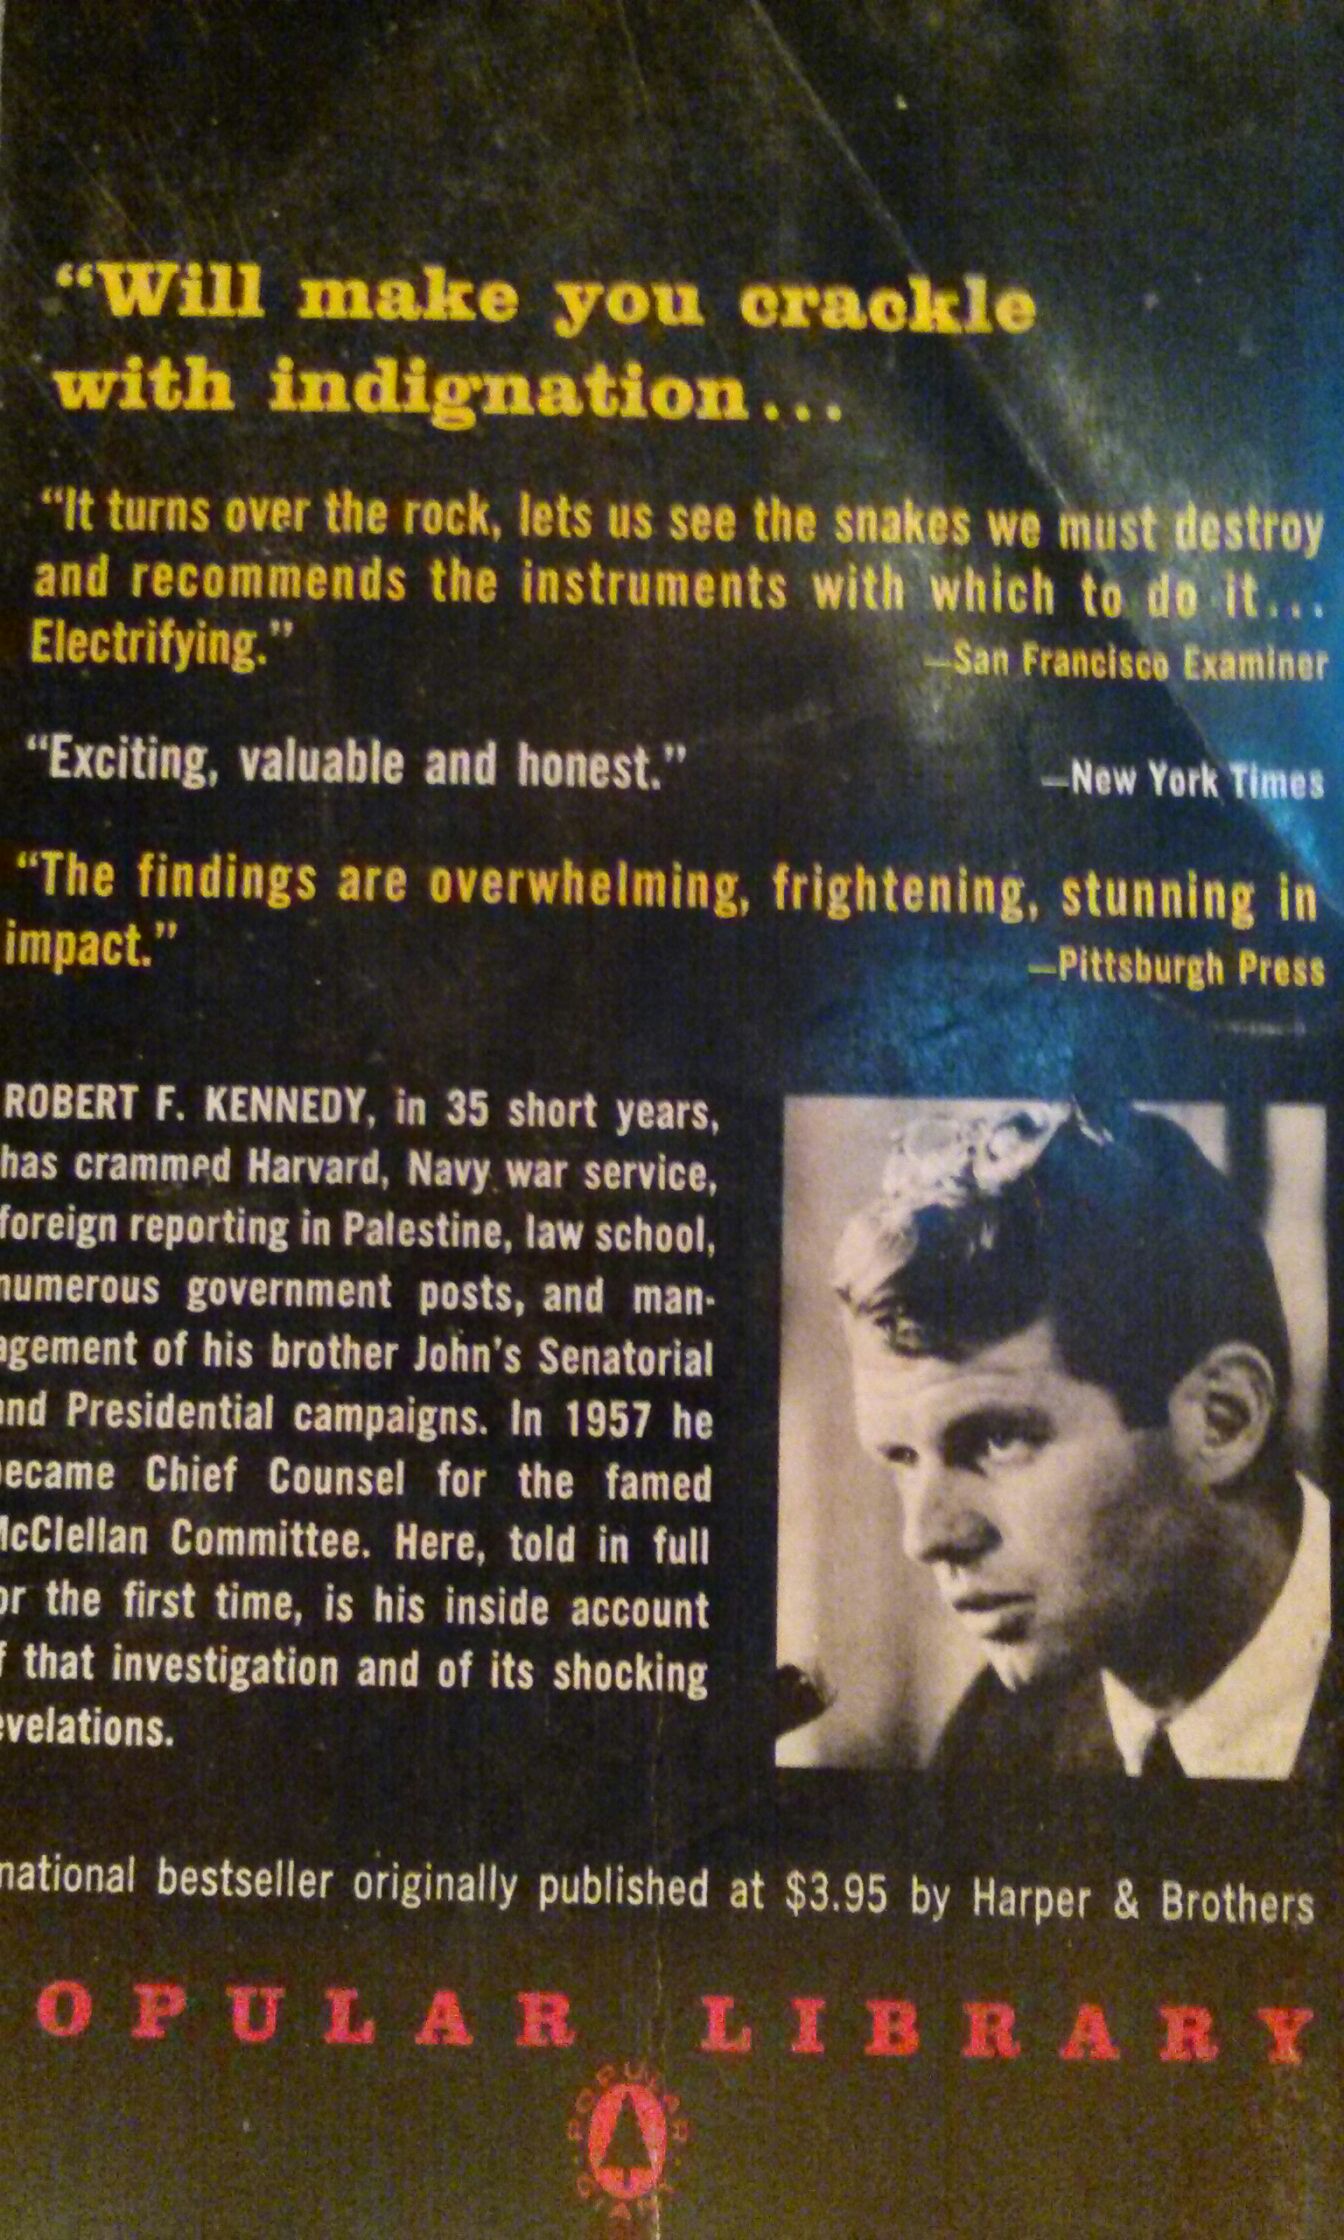 “Will make you crackle
with indignation...
“It turns over the rock, lets us see the snakes we must destroy
and recommends the instruments with which to do it...
Electrifying.”
—San Francisco Examiner
“Exciting, valuable and honest.”
—New York Times
“The findings are overwhelming, frightening, stunning in
impact.”
—Pittsburgh Press
ROBERT F. KENNEDY, in 35 short years,
has crammed Harvard, Navy war service,
foreign reporting in Palestine, law school,
numerous government posts, and man-
agement of his brother John's Senatorial
and Presidential campaigns. In 1957 he
ecame Chief Counsel for the famed
McClellan Committee. Here, told in full
or the first time, is his inside account
f that investigation and of its shocking
evelations.
national bestseller originally published at $3.95 by Harper & Brothers
OPULAR LIBRARY
POPULAR
GIANT